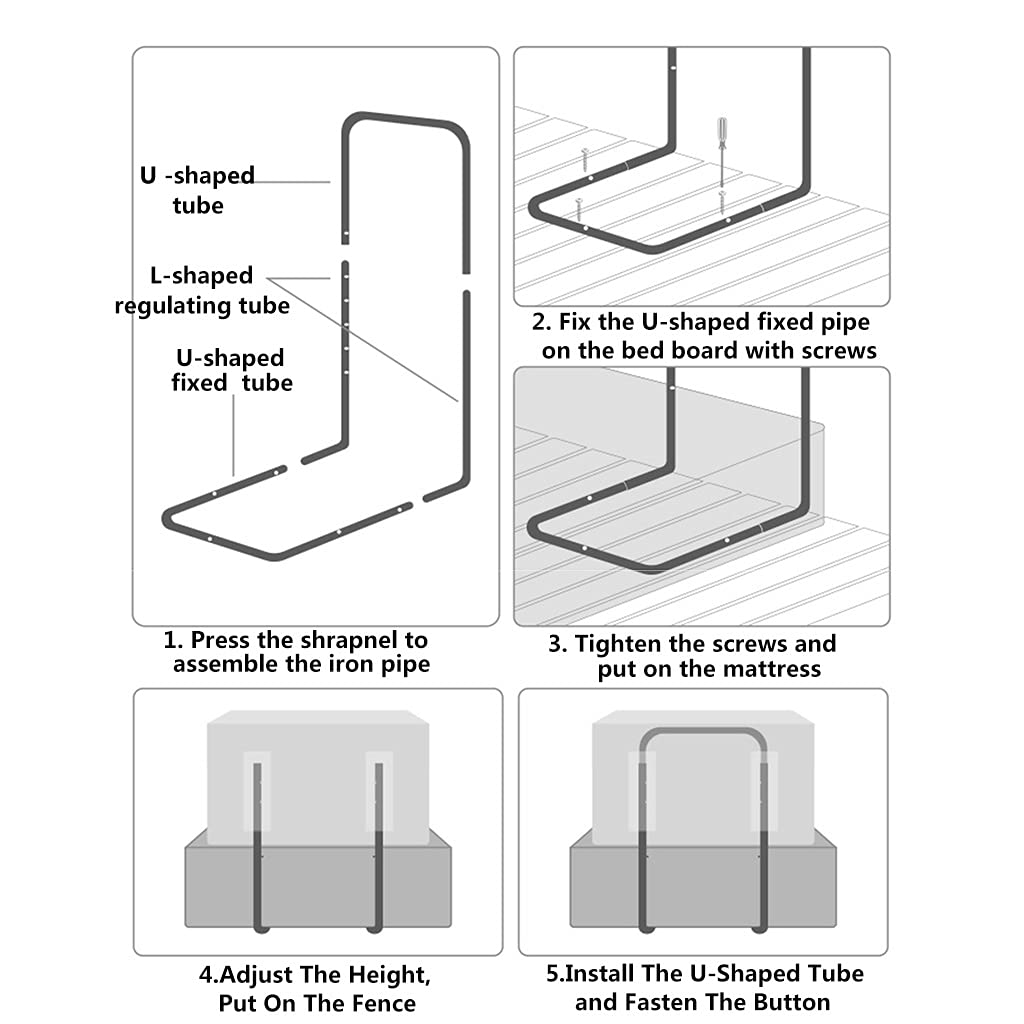 U -shaped
tube
L-shaped
regulating tube
U-shaped
fixed tube
1. Press the shrapnel to
assemble the iron pipe
2. Fix the U-shaped fixed pipe
on the bed board with screws
3. Tighten the screws and
put on the mattress
4.Adjust The Height,
Put On The Fence
5.Install The U-Shaped Tube
and Fasten The Button